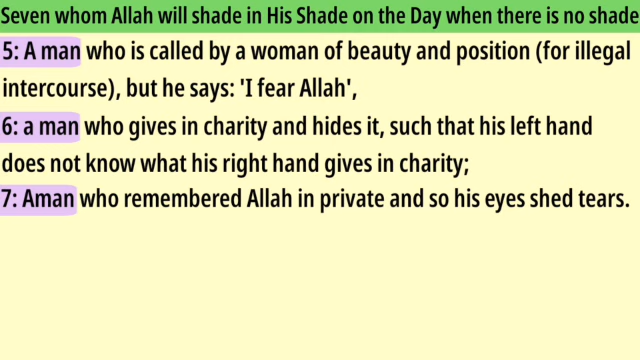 Seven whom Allah will shade in His Shade on the Day when there is no shade
5: A man who is called by a woman of beauty and position (for illegal
intercourse), but he says: 'I fear Allah',
6: a man who gives in charity and hides it, such that his left hand
does not know what his right hand gives in charity;
7: Aman who remembered Allah in private and so his eyes shed tears.